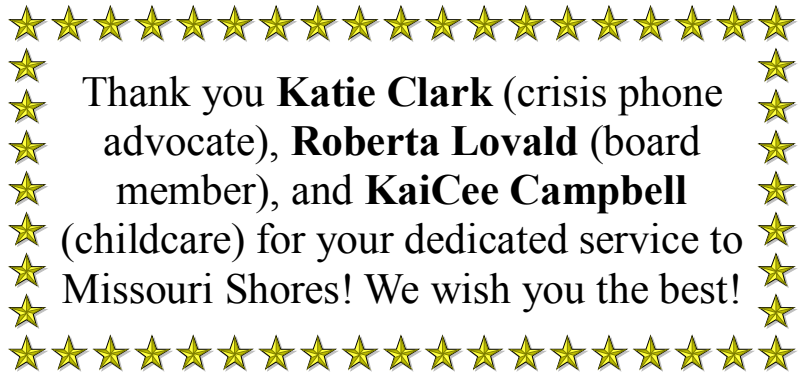 Thank you Katie Clark (crisis phone
advocate), Roberta Lovald (board
member), and KaiCee Campbell
(childcare) for your dedicated service to
Missouri Shores! We wish you the best!